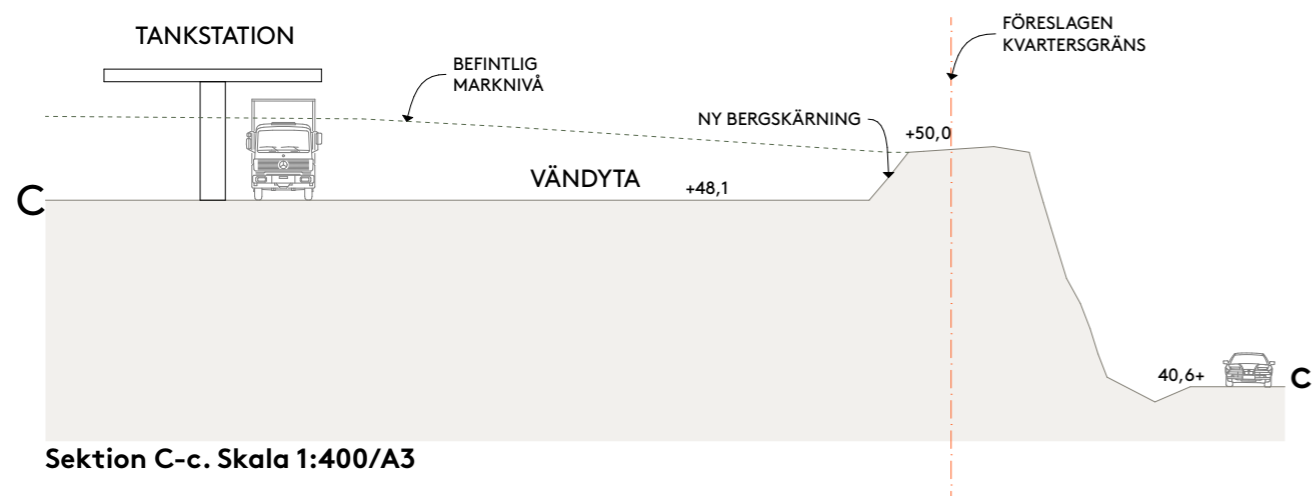 TANKSTATION
BEFINTLIG
MARKNIVÅ
FÖRESLAGEN
KVARTERSGRÄNS
NY BERGSKÄRNING
+50,0
VÄNDYTA
+48,1
C
40,6+
C
Sektion C-c. Skala 1:400/A3